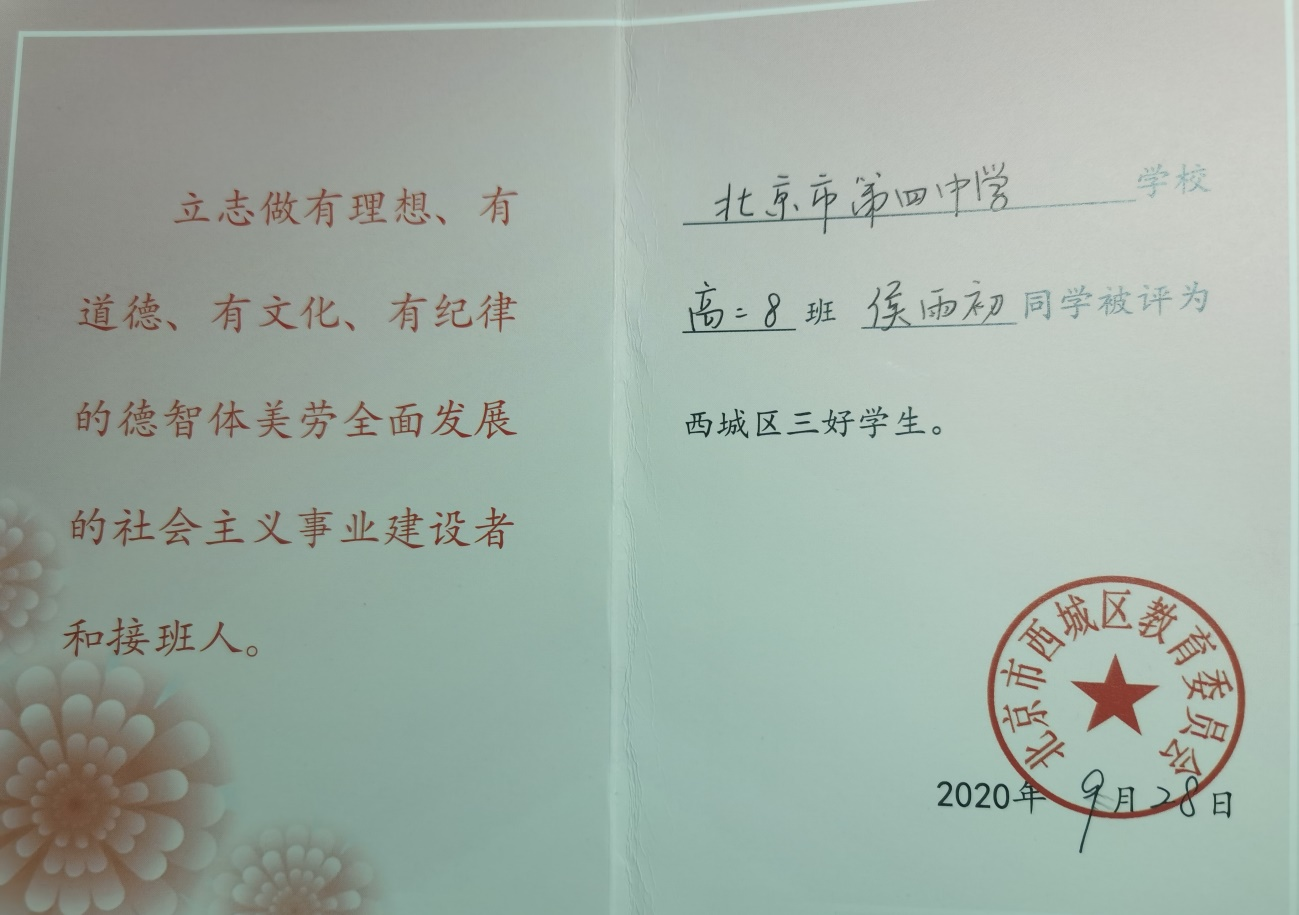 立志做有理想、有
道德、有文化、有纪律
的德智体美劳全面发展
的社会主义事业建设者
和接班人。
北京市第四中学学校
高二8班 侯雨初同学被评为
西城区三好学生。
北京市西城区教育委员会
2020年9月28日